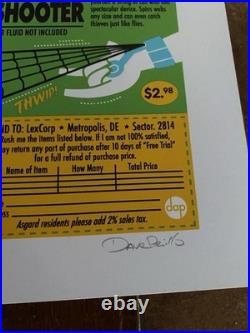 spectacular device. Spins webs
any size and can even catch
thieves just like flies.
SHOOTER
FLUID NOT INCLUDED
THWIP!
$2.98
ND TO: LexCorp • Metropolis, DE • Sector. 2814
Rush me the items listed below. If I am not 100% satisfied,
may return any part of purchase after 10 days of "Free Trial"
for a full refund of purchase price.
Name of Item
How Many
Total Price
dap
Asgard residents please add 2% sales tax.